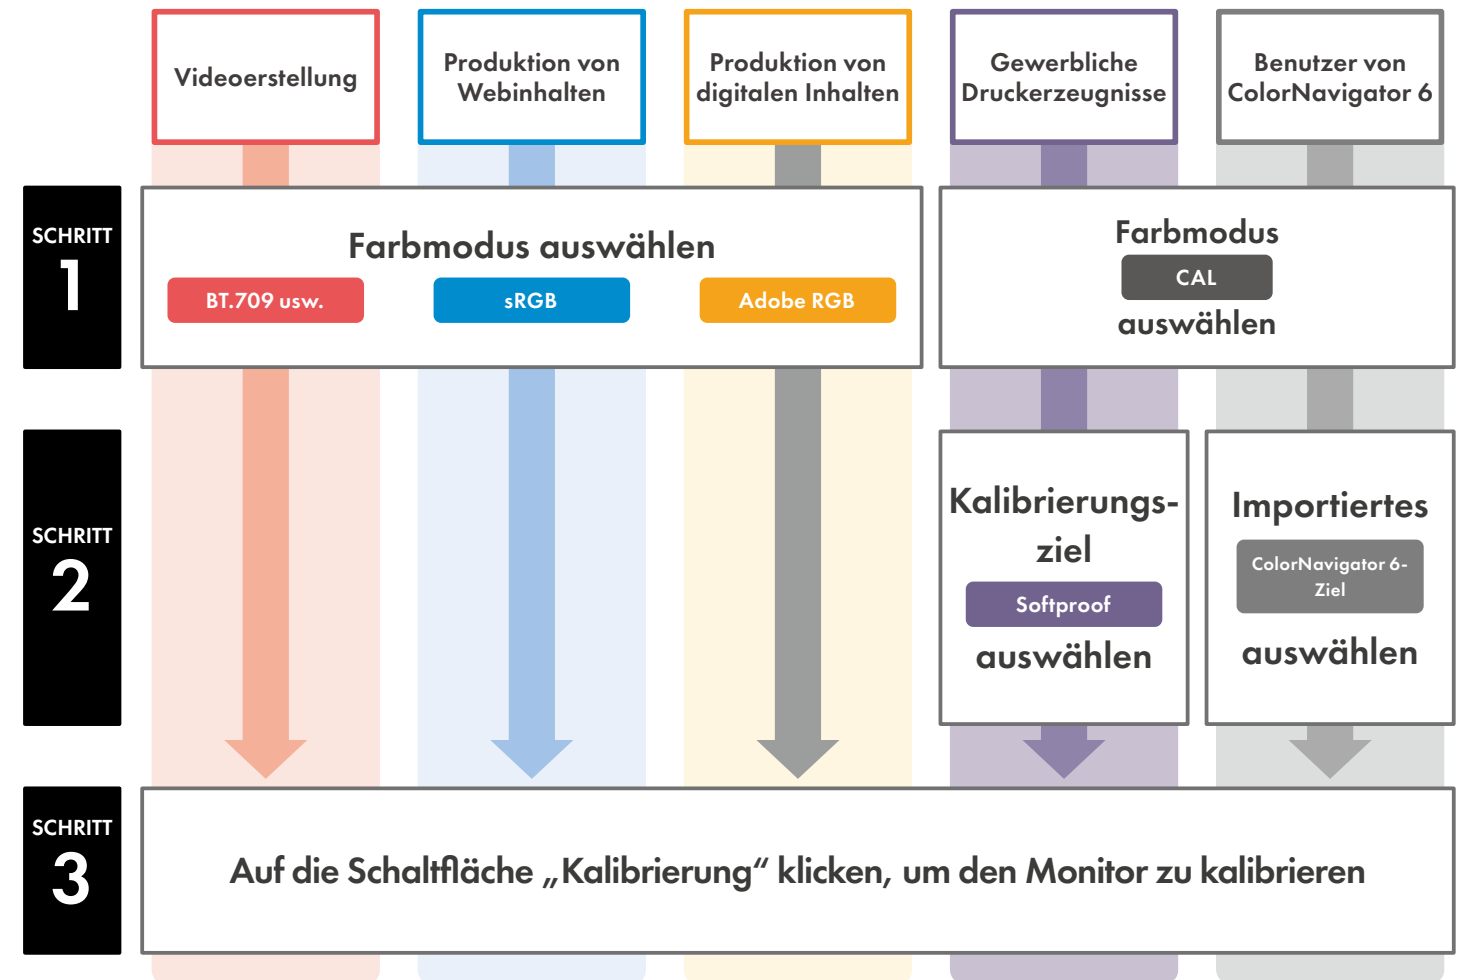 Videoerstellung
Produktion von
Webinhalten
Produktion von
digitalen Inhalten
Gewerbliche
Druckerzeugnisse
Benutzer von
ColorNavigator 6
SCHRITT
1
Farbmodus auswählen
BT.709 usw.
sRGB
Adobe RGB
Farbmodus
CAL
auswählen
SCHRITT
2
Kalibrierungs-
ziel
Softproof
auswählen
Importiertes
ColorNavigator 6-
Ziel
auswählen
SCHRITT
3
Auf die Schaltfläche „Kalibrierung“ klicken, um den Monitor zu kalibrieren